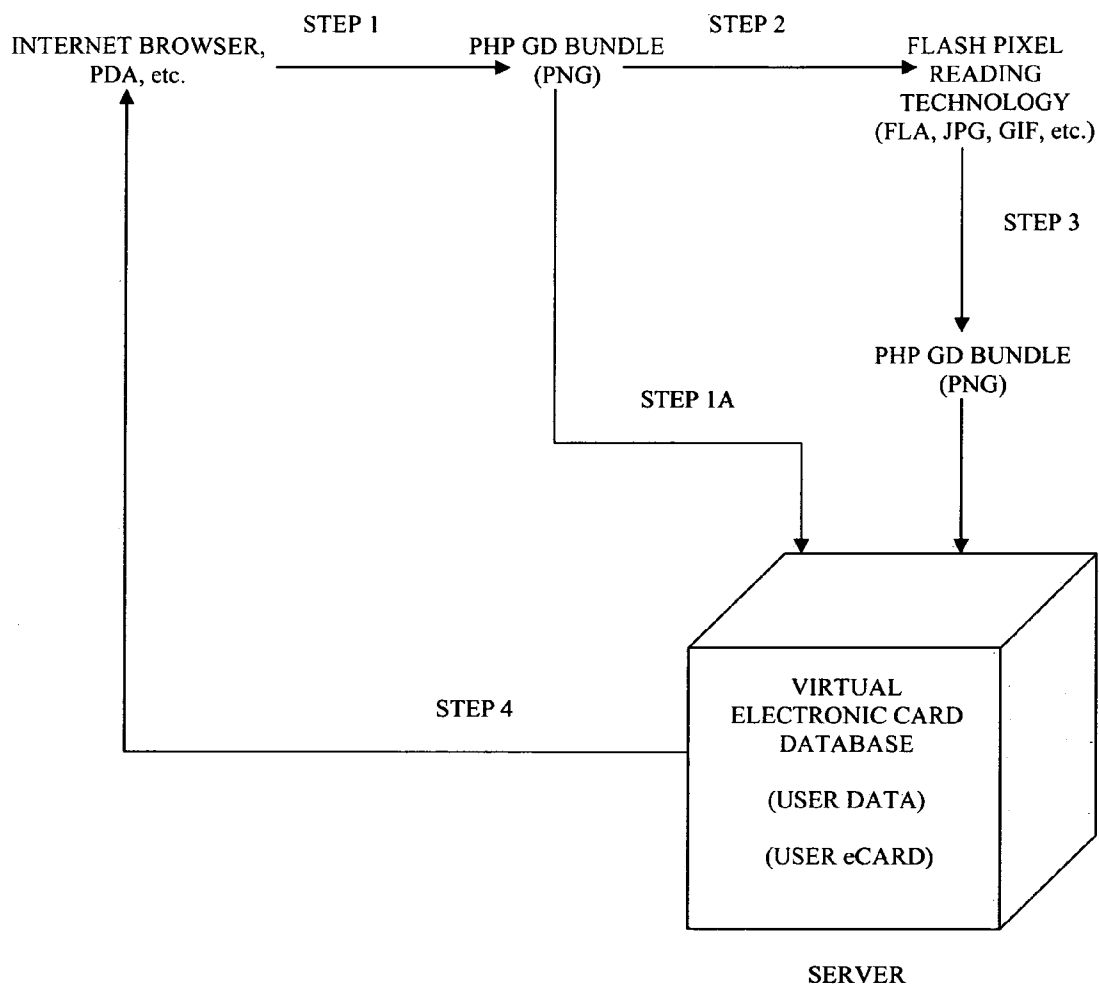 STEP 1
STEP 2
INTERNET BROWSER,
PDA, etc.
PHP GD BUNDLE
(PNG)
FLASH PIXEL
READING
TECHNOLOGY
(FLA, JPG, GIF, etc.)
STEP 3
PHP GD BUNDLE
(PNG)
STEP 1A
STEP 4
VIRTUAL
ELECTRONIC CARD
DATABASE
(USER DATA)
(USER eCARD)
SERVER